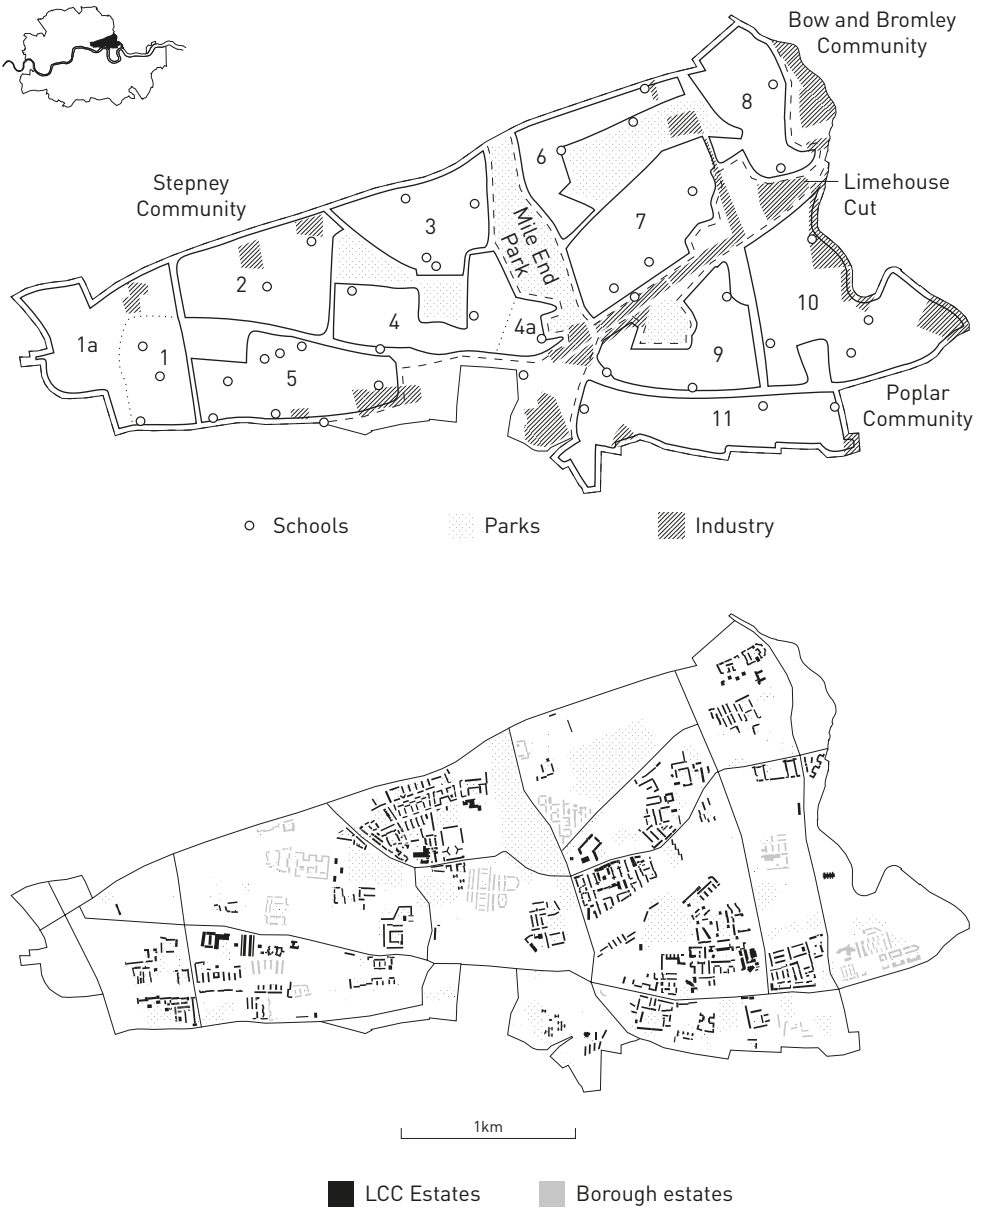 Bow and Bromley
Community
8
6
Stepney
Community
Limehouse
Cut
3
7
Mile End
Park
2
10
4
4a
1a
1
9
5
11
Poplar
Community
Schools
Parks
Industry
1km
LCC Estates
Borough estates